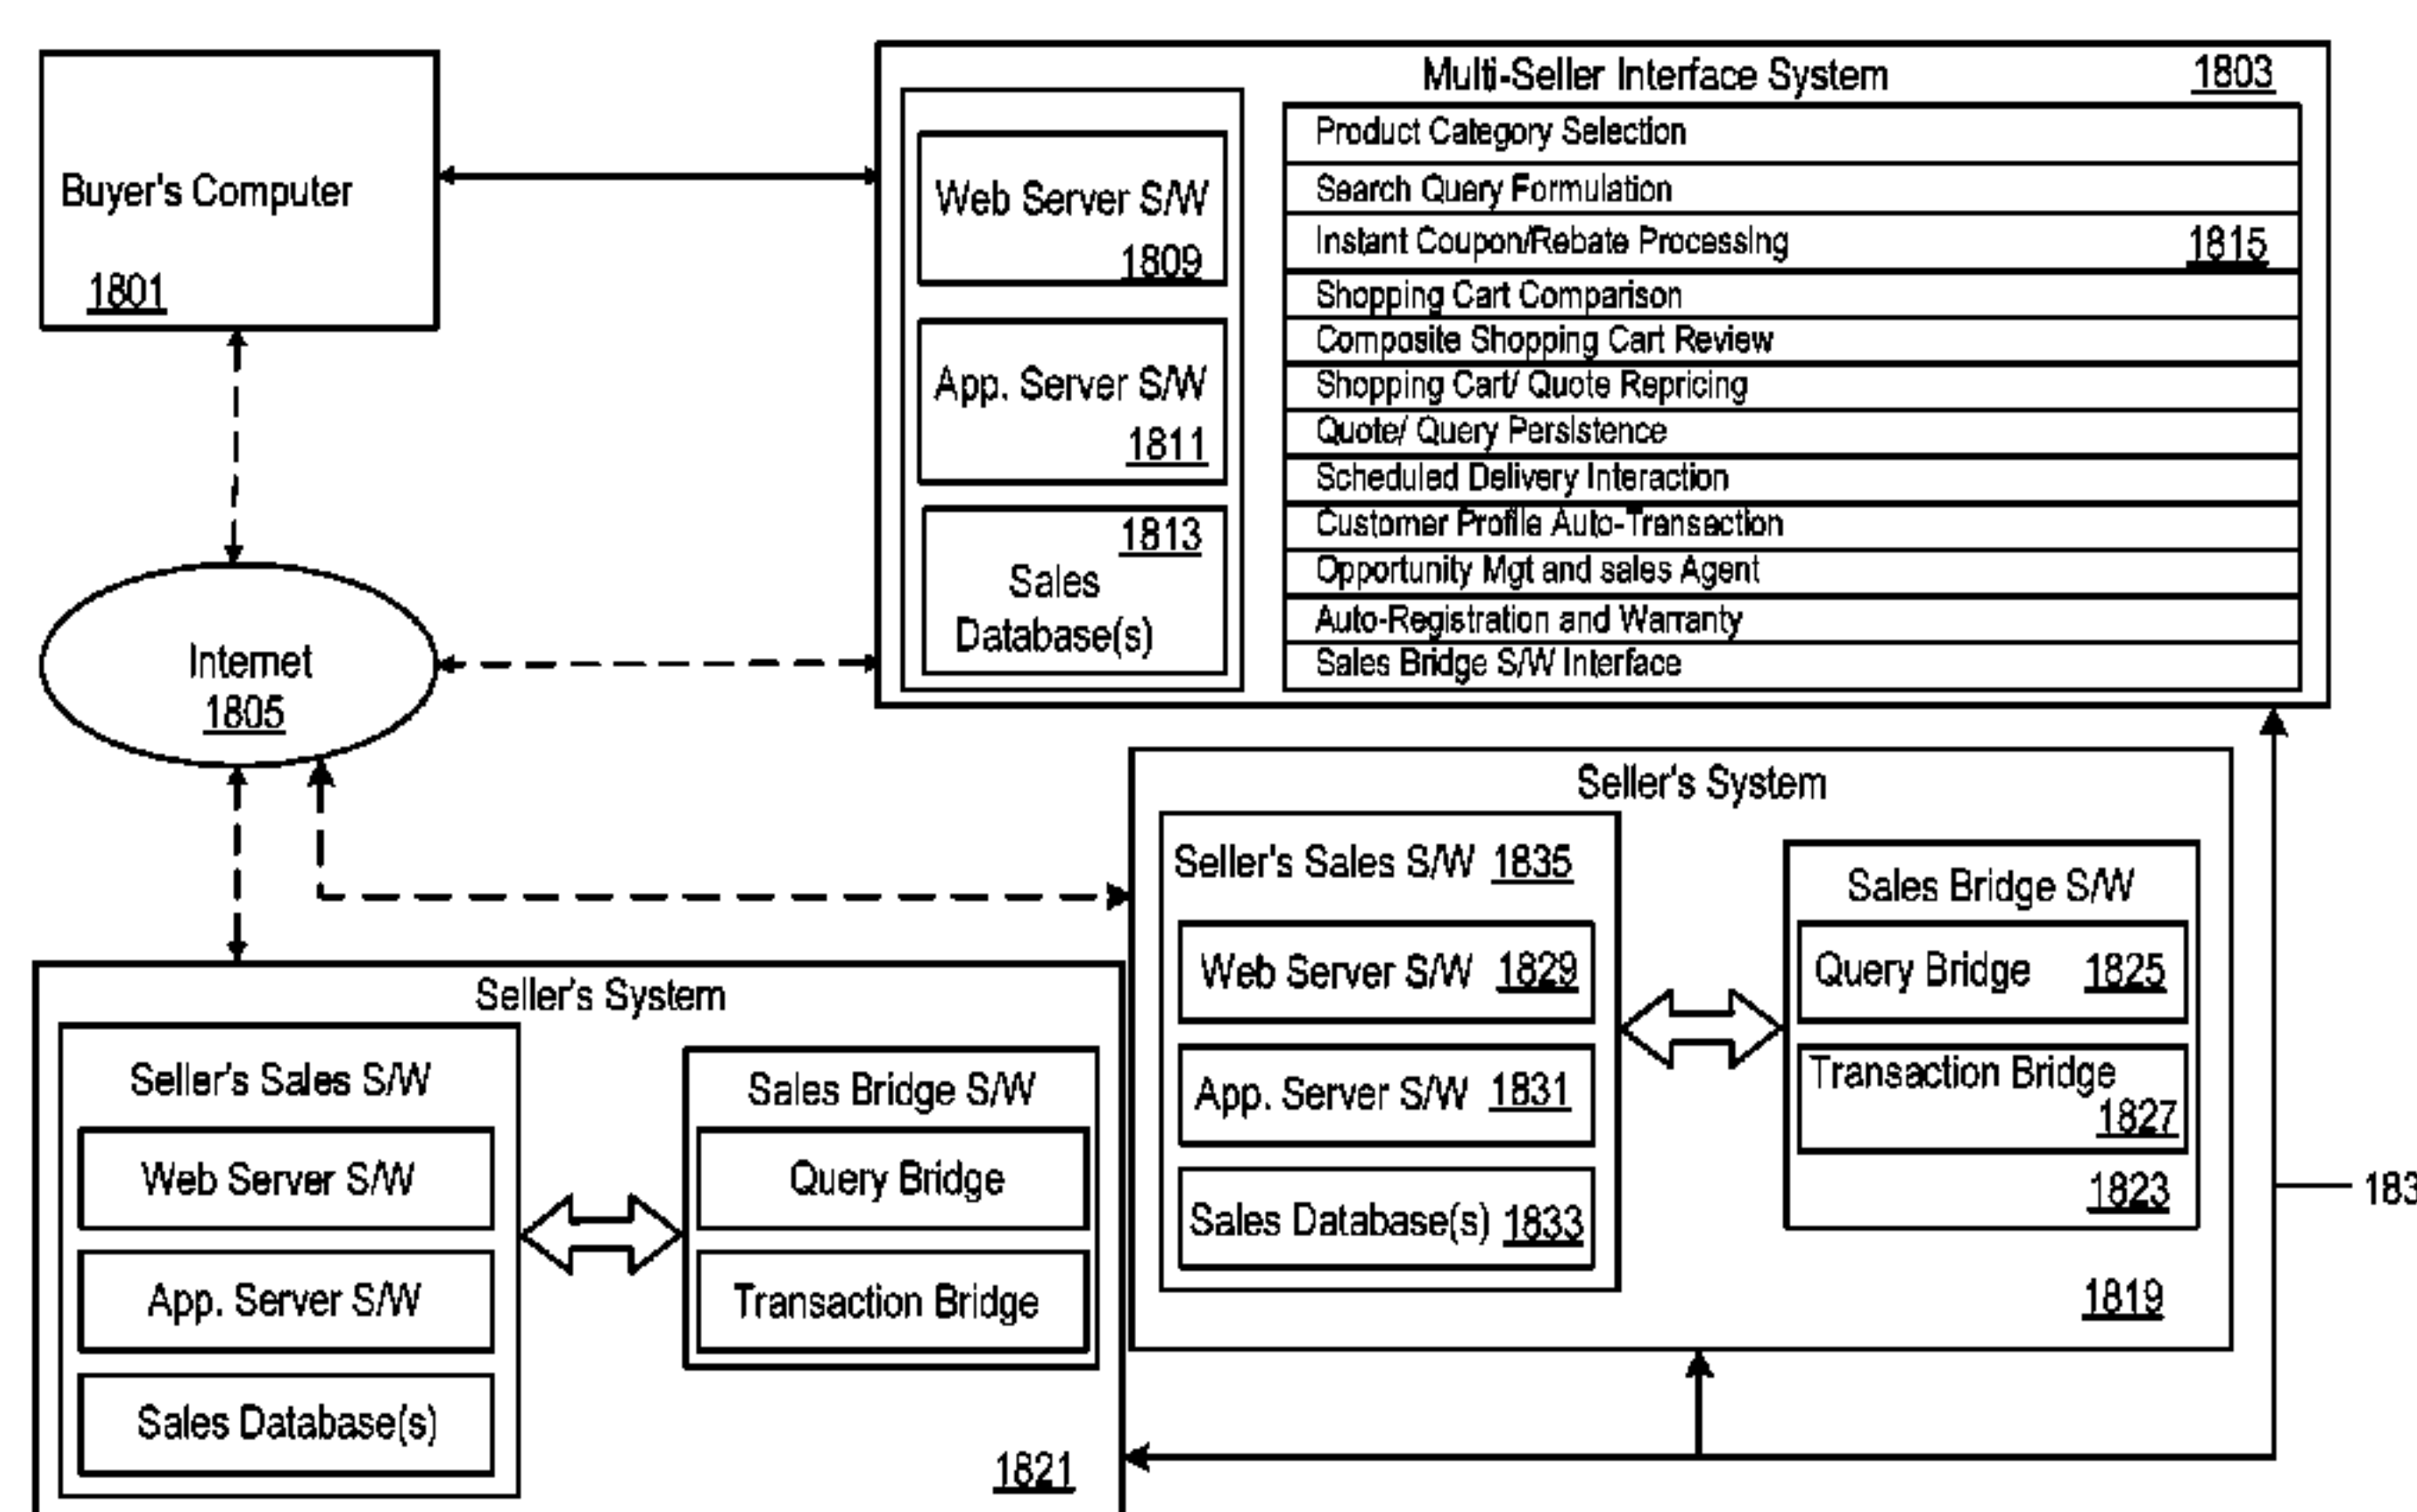 Buyer's Computer
1801
Multi-Seller Interface System
1803
Web Server S/W
1809
App. Server S/W
1811
1813
Sales
Database(s)
Product Category Selection
Search Query Formulation
Instant Coupon/Rebate Processing
1815
Shopping Cart Comparison
Composite Shopping Cart Review
Shopping Cart/ Quote Repricing
Quote/ Query Persistence
Scheduled Delivery Interaction
Customer Profile Auto-Transaction
Opportunity Mgt and sales Agent
Auto-Registration and Warranty
Sales Bridge S/W Interface
Internet
1805
Seller's System
Seller's Sales S/W 1835
Web Server S/W 1829
App. Server S/W 1831
Sales Database(s) 1833
Sales Bridge S/W
Query Bridge 1825
Transaction Bridge
1827
1823
1819
Seller's System
Seller's Sales S/W
Web Server S/W
App. Server S/W
Sales Database(s)
Sales Bridge S/W
Query Bridge
Transaction Bridge
1821